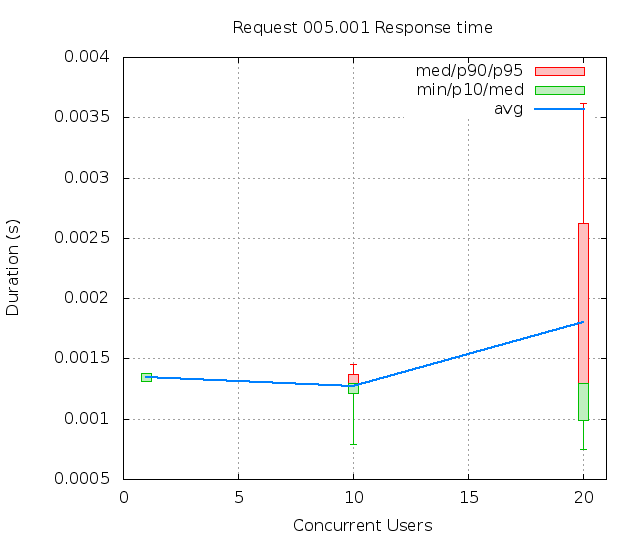 Request 005.001 Response time
0.004
0.0035
0.003
0.0025
0.002
0.0015
0.001
0.0005
Duration (s)
med/p90/p95
min/p10/med
avg
0 5 10 15 20
Concurrent Users